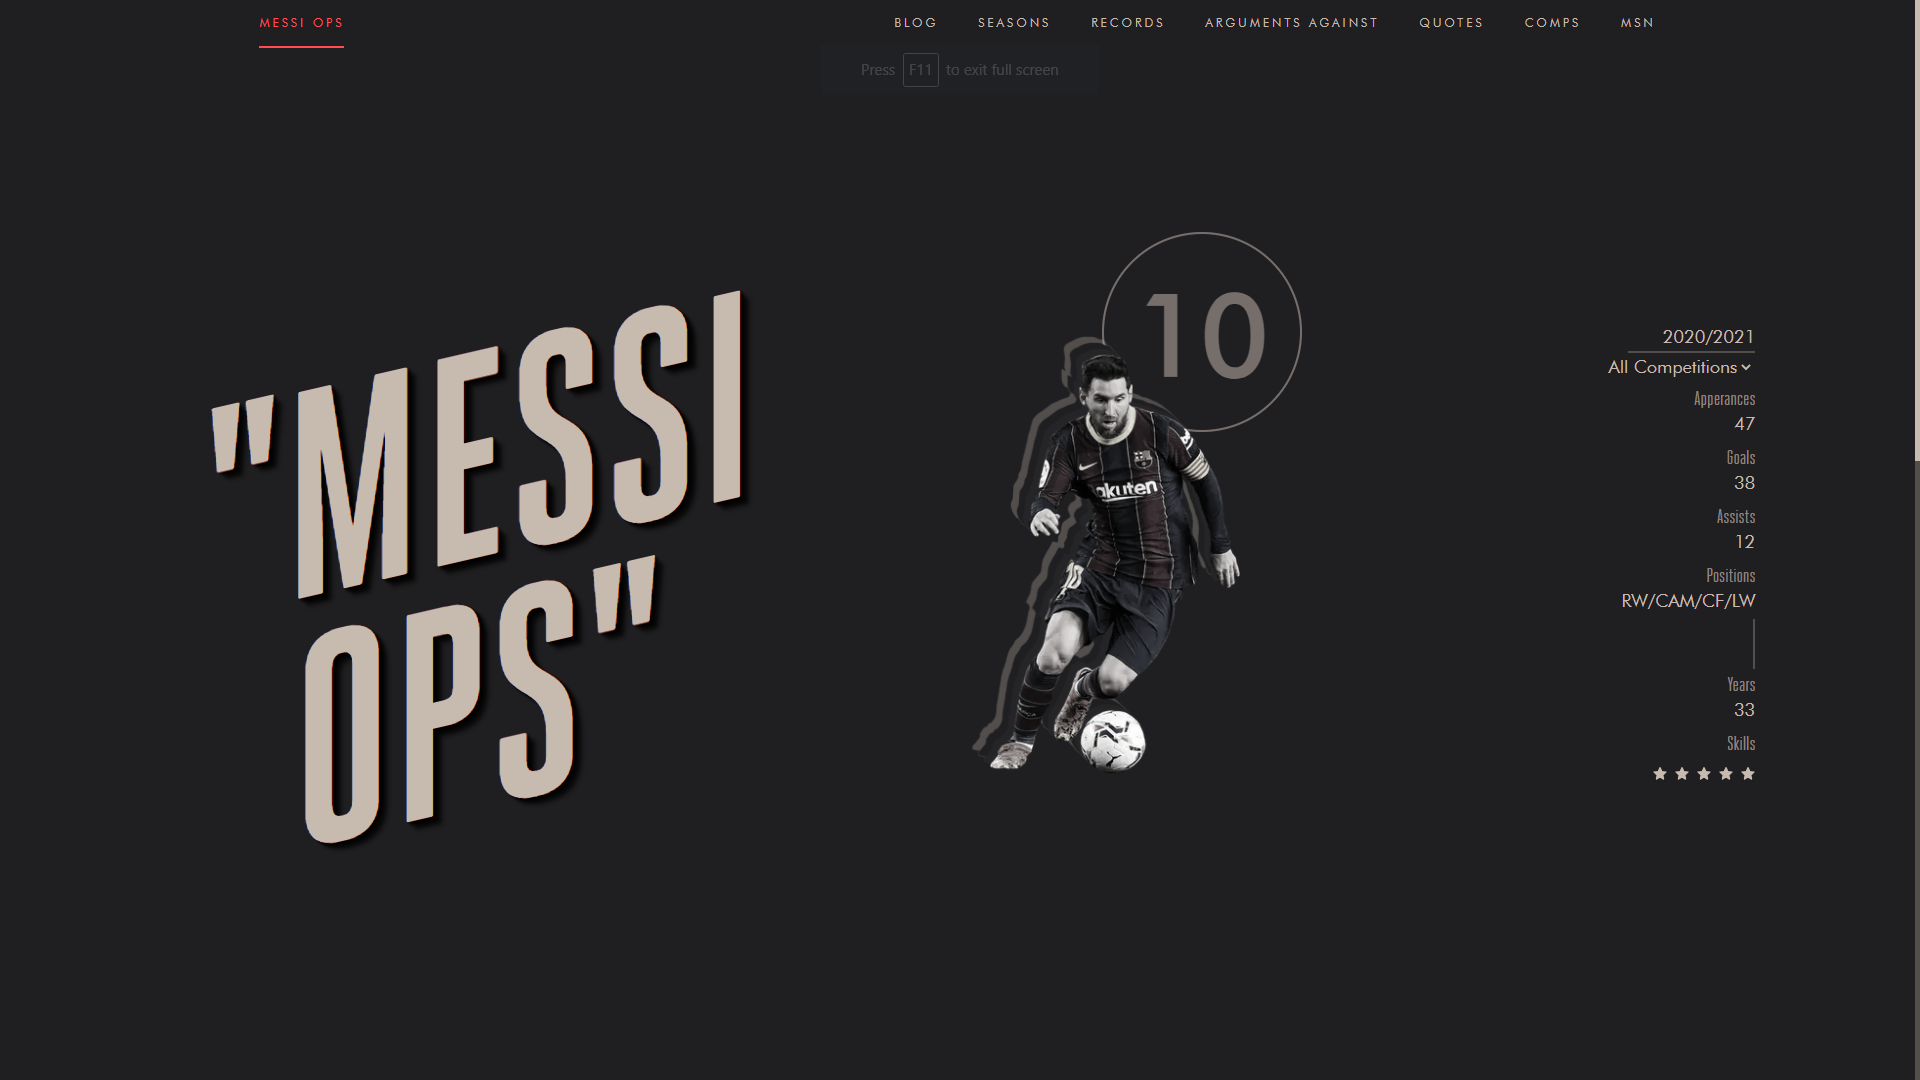 MESSI OPS
BLOG SEASONS RECORDS ARGUMENTS AGAINST QUOTES COMPS MSN
Press F11 to exit full screen
"MESSI
OPS"
10
Rakuten
10
2020/2021
All Competitions
Apperances
47
Goals
38
Assists
12
Positions
RW/CAM/CF/LW
Years
33
Skills